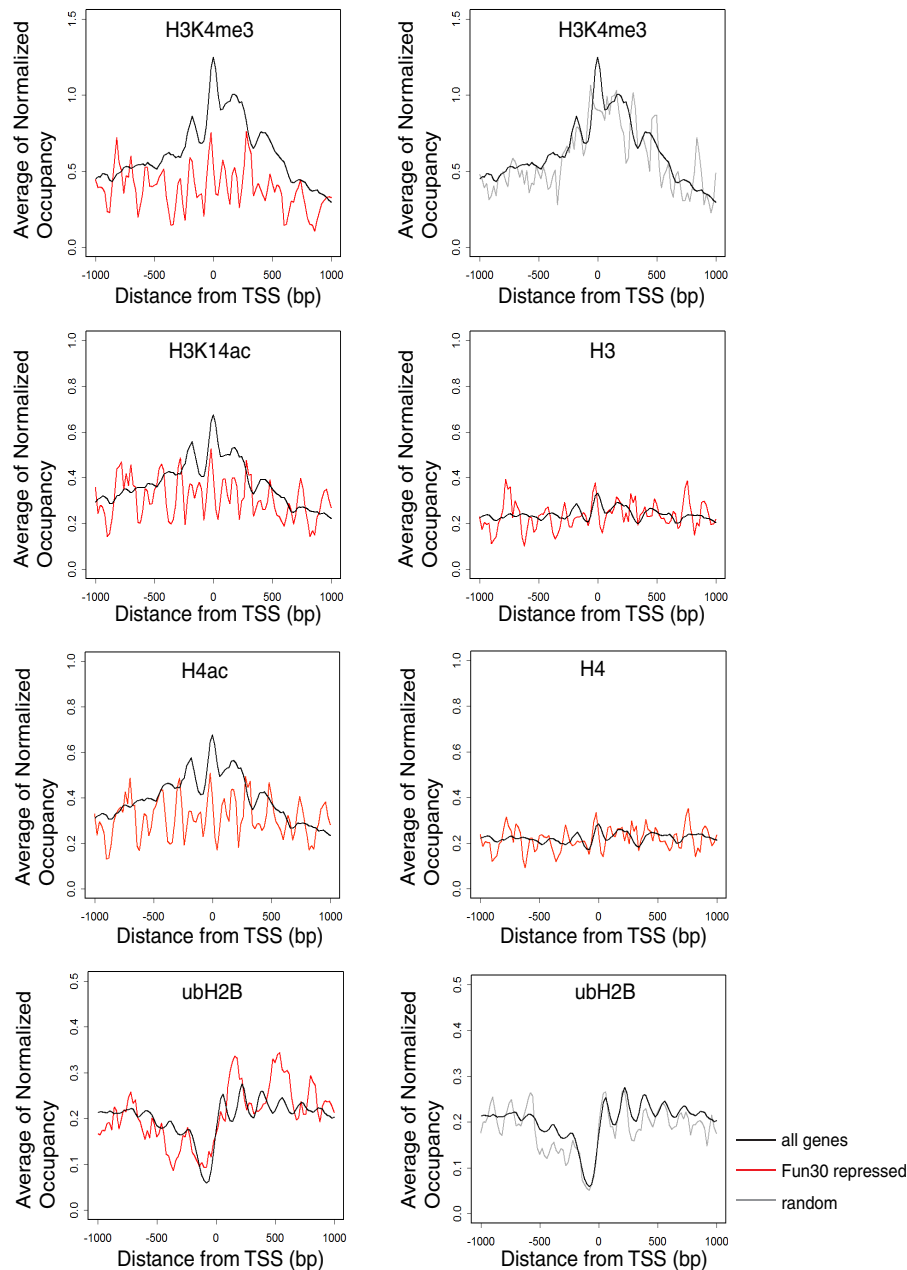 H3K4me3
Average of Normalized
Occupancy
0.0 0.5 1.0 1.5
-1000 -500 0 500 1000
Distance from TSS (bp)
H3K4me3
Average of Normalized
Occupancy
0.0 0.5 1.0 1.5
-1000 -500 0 500 1000
Distance from TSS (bp)
H3K14ac
Average of Normalized
Occupancy
0.0 0.2 0.4 0.6 0.8 1.0
-1000 -500 0 500 1000
Distance from TSS (bp)
H3
Average of Normalized
Occupancy
0.0 0.2 0.4 0.6 0.8 1.0
-1000 -500 0 500 1000
Distance from TSS (bp)
H4ac
Average of Normalized
Occupancy
0.0 0.2 0.4 0.6 0.8 1.0
-1000 -500 0 500 1000
Distance from TSS (bp)
H4
Average of Normalized
Occupancy
0.0 0.2 0.4 0.6 0.8 1.0
-1000 -500 0 500 1000
Distance from TSS (bp)
ubH2B
Average of Normalized
Occupancy
0.0 0.1 0.2 0.3 0.4 0.5
-1000 -500 0 500 1000
Distance from TSS (bp)
ubH2B
Average of Normalized
Occupancy
0.0 0.1 0.2 0.3 0.4 0.5
-1000 -500 0 500 1000
Distance from TSS (bp)
all genes
Fun30 repressed
random